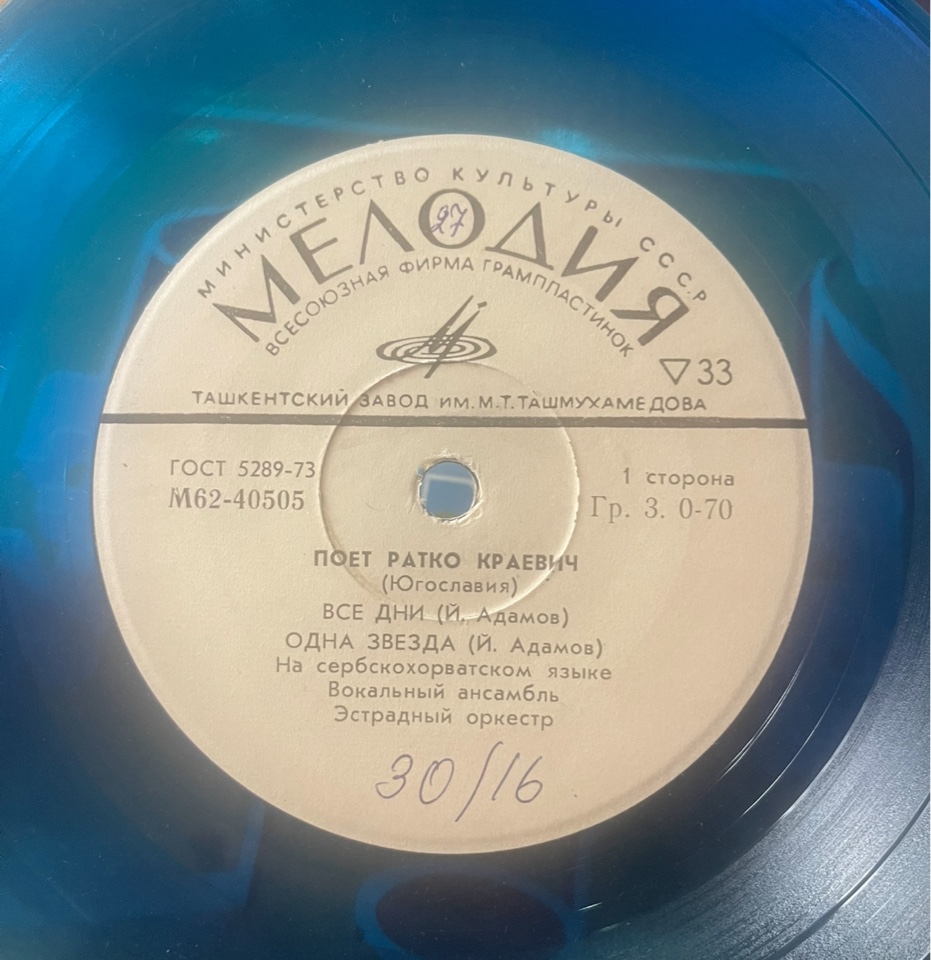 МИНИСТЕРСТВО КУЛЬТУРЫ СССР
МЕЛОДИЯ
27
ВСЕСОЮЗНАЯ ФИРМА ГРАМПЛАСТИНОК
▽33
ТАШКЕНТСКИЙ ЗАВОД ИМ. М.Т. ТАШМУХАМЕДОВА
ГОСТ 5289-73
М62-40505
1 сторона
Гр. 3. 0-70
ПОЕТ РАТКО КРАЕВИЧ
(Югославия)
ВСЕ ДНИ (Й. Адамов)
ОДНА ЗВЕЗДА (Й. Адамов)
На сербскохорватском языке
Вокальный ансамбль
Эстрадный оркестр
30/16